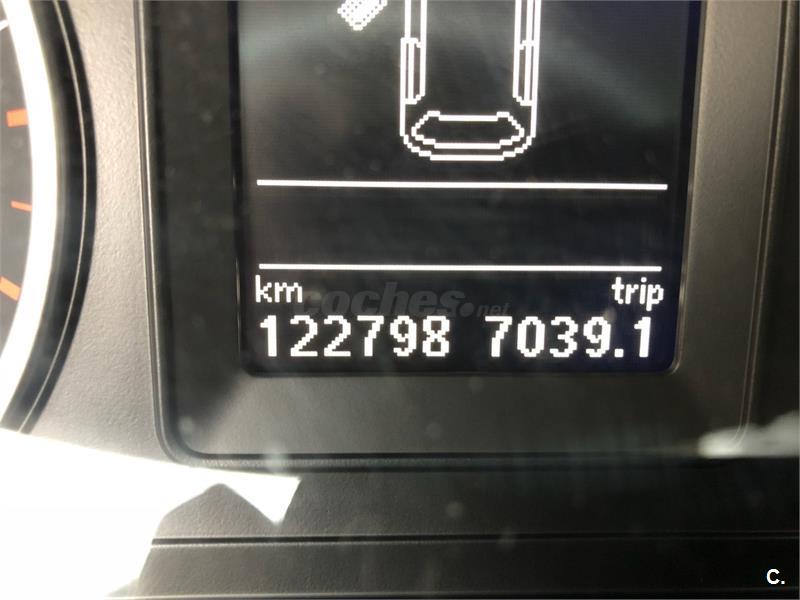 km trip
coches.net
122798 7039.1
C.